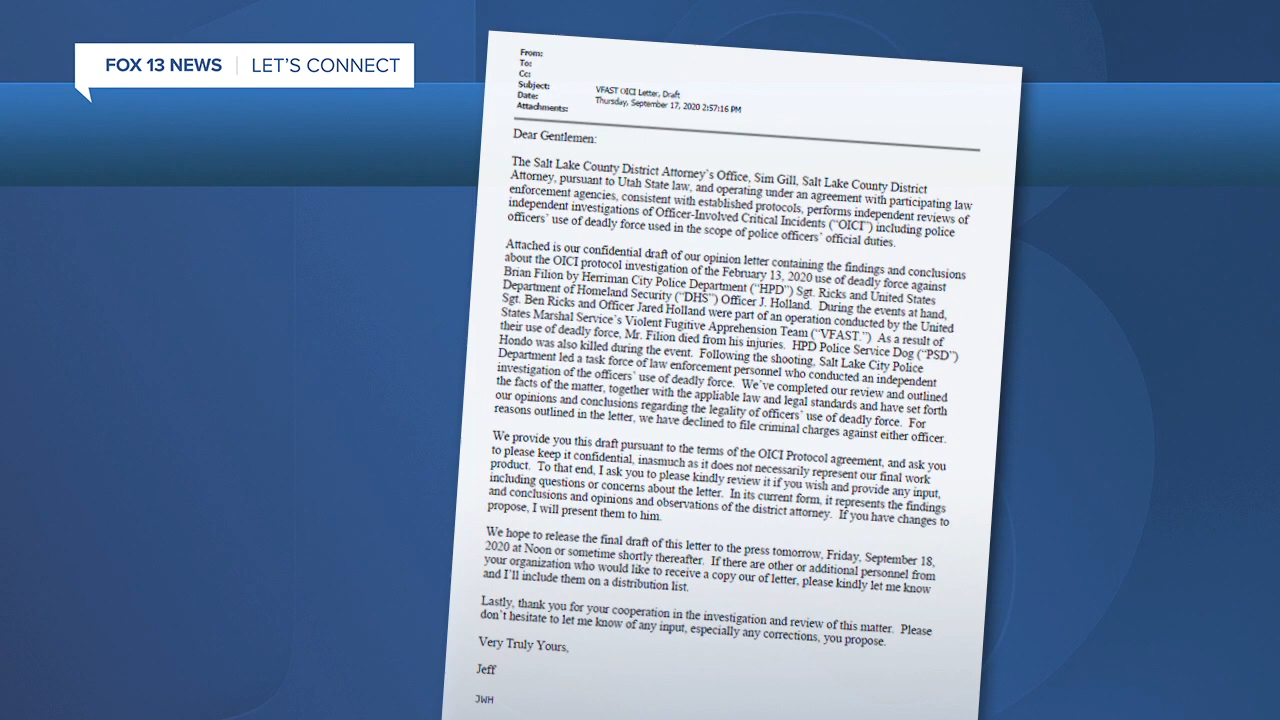 FOX 13 NEWS | LET'S CONNECT
From:
To:
Cc:
Subject: VFAST OICI Letter, Draft
Date: Thursday, September 17, 2020 2:57:16 PM
Attachments:
Dear Gentlemen:
The Salt Lake County District Attorney's Office, Sim Gill, Salt Lake County District
Attorney, pursuant to Utah State law, and operating under an agreement with participating law
enforcement agencies, consistent with established protocols, performs independent reviews of
independent investigations of Officer-Involved Critical Incidents ("OICI") including police
officers' use of deadly force used in the scope of police officers' official duties.
Attached is our confidential draft of our opinion letter containing the findings and conclusions
about the OICI protocol investigation of the February 13, 2020 use of deadly force against
Brian Filion by Herriman City Police Department ("HPD") Sgt. Ricks and United States
Department of Homeland Security ("DHS") Officer J. Holland.  During the events at hand,
Sgt. Ben Ricks and Officer Jared Holland were part of an operation conducted by the United
States Marshal Service's Violent Fugitive Apprehension Team ("VFAST.")  As a result of
their use of deadly force, Mr. Filion died from his injuries.  HPD Police Service Dog ("PSD")
Hondo was also killed during the event.  Following the shooting, Salt Lake City Police
Department led a task force of law enforcement personnel who conducted an independent
investigation of the officers' use of deadly force.  We've completed our review and outlined
the facts of the matter, together with the appliable law and legal standards and have set forth
our opinions and conclusions regarding the legality of officers' use of deadly force.  For
reasons outlined in the letter, we have declined to file criminal charges against either officer.
We provide you this draft pursuant to the terms of the OICI Protocol agreement, and ask you
to please keep it confidential, inasmuch as it does not necessarily represent our final work
product.  To that end, I ask you to please kindly review it if you wish and provide any input,
including questions or concerns about the letter.  In its current form, it represents the findings
and conclusions and opinions and observations of the district attorney.  If you have changes to
propose, I will present them to him.
We hope to release the final draft of this letter to the press tomorrow, Friday, September 18,
2020 at Noon or sometime shortly thereafter.  If there are other or additional personnel from
your organization who would like to receive a copy our of letter, please kindly let me know
and I'll include them on a distribution list.
Lastly, thank you for your cooperation in the investigation and review of this matter.  Please
don't hesitate to let me know of any input, especially any corrections, you propose.
Very Truly Yours,
Jeff
JWH